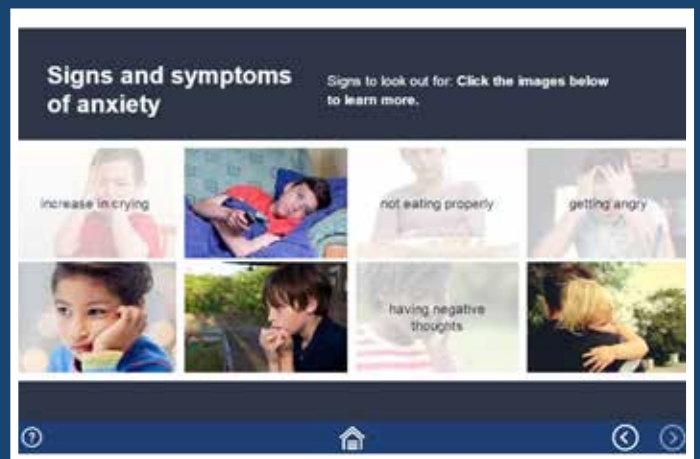 Signs and symptoms
of anxiety
Signs to look out for: Click the images below
to learn more.
increase in crying
not eating properly
getting angry
having negative
thoughts
?